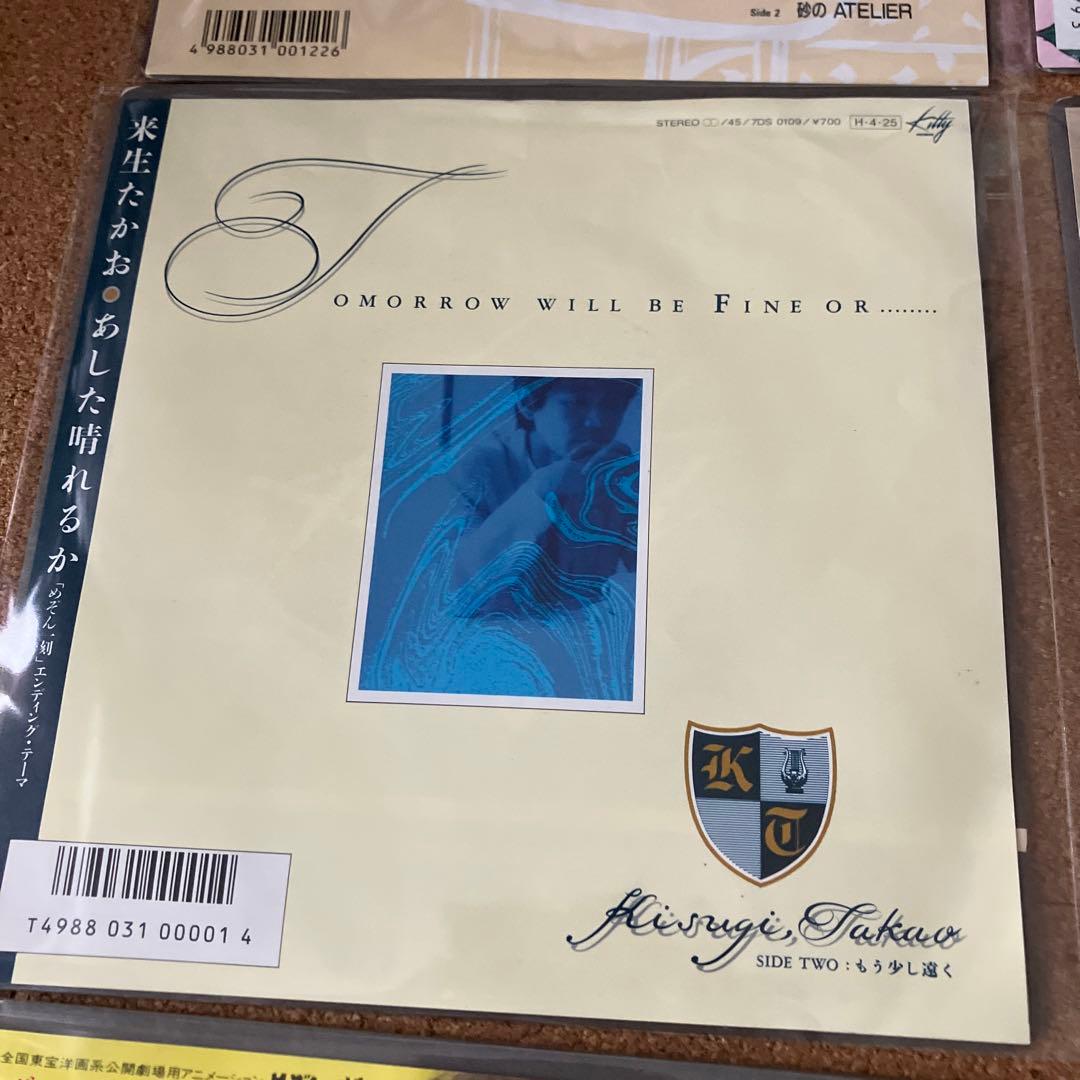 Side 2 砂の ATELIER
4 988031 001226
STEREO /45/7DS 0109/¥700 H・4・25 Kitty
TOMORROW WILL BE FINE OR........
来生たかお●あした晴れるか
「めぞん一刻」エンディング・テーマ
K
T
Kisugi, Takao
SIDE TWO:もう少し遠く
T4988 031 00001 4
全国東宝洋画系公開劇場用アニメーション